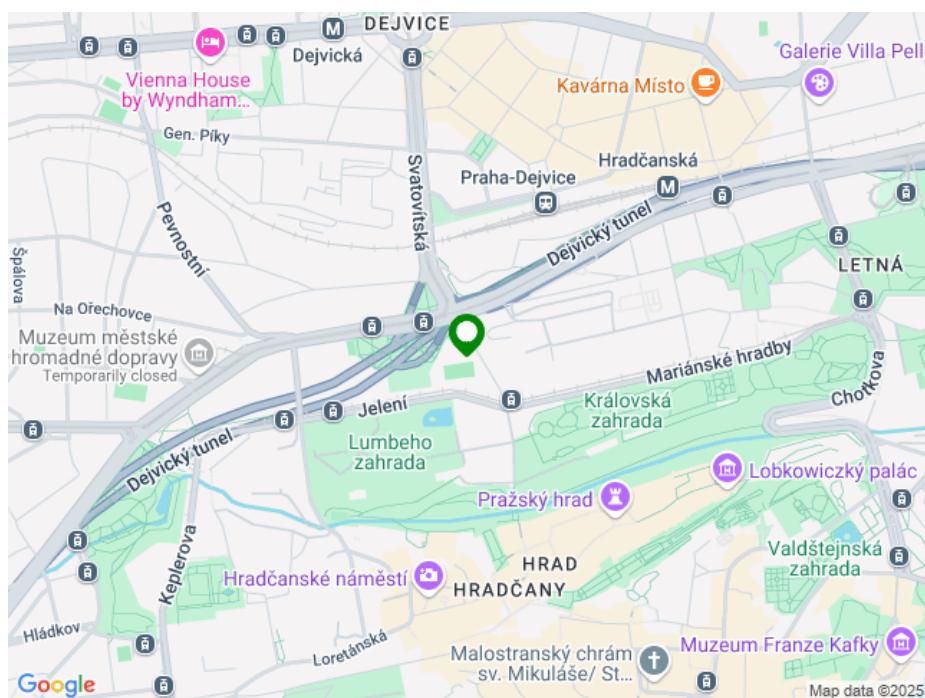 DEJVICE
M
Dejvická
Galerie Villa Pell
Vienna House
by Wyndham...
Kavárna Místo
Gen. Píky
Svatovítská
Praha-Dejvice
Hradčanská
M
Pevnostní
Dejvický tunel
Špálova
LETNÁ
Na Ořechovce
Muzeum městské
hromadné dopravy
Temporarily closed
Mariánské hradby
Chotkova
Jelení
Královská
zahrada
Dejvický tunel
Lumbeho
zahrada
Lobkowiczký palác
Pražský hrad
Keplerova
Valdštejnská
zahrada
HRAD
Hradčanské náměstí
HRADČANY
Hládkov
Loretánská
Malostranský chrám
sv. Mikuláše/ St...
Muzeum Franze Kafky
Google
Map data ©2025